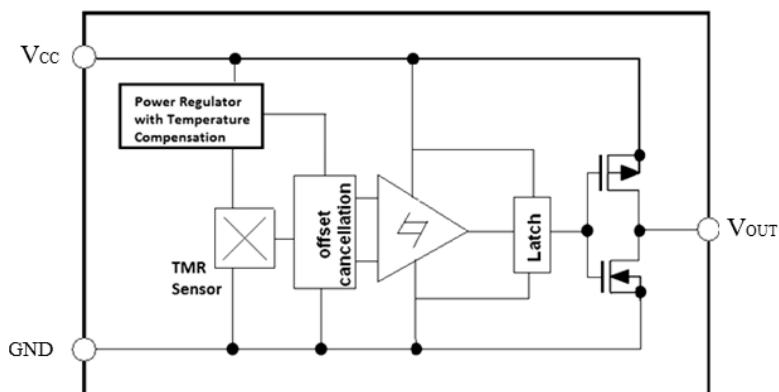 VCC
Power Regulator
with Temperature
Compensation
TMR
Sensor
offset
cancellation
Latch
VOUT
GND